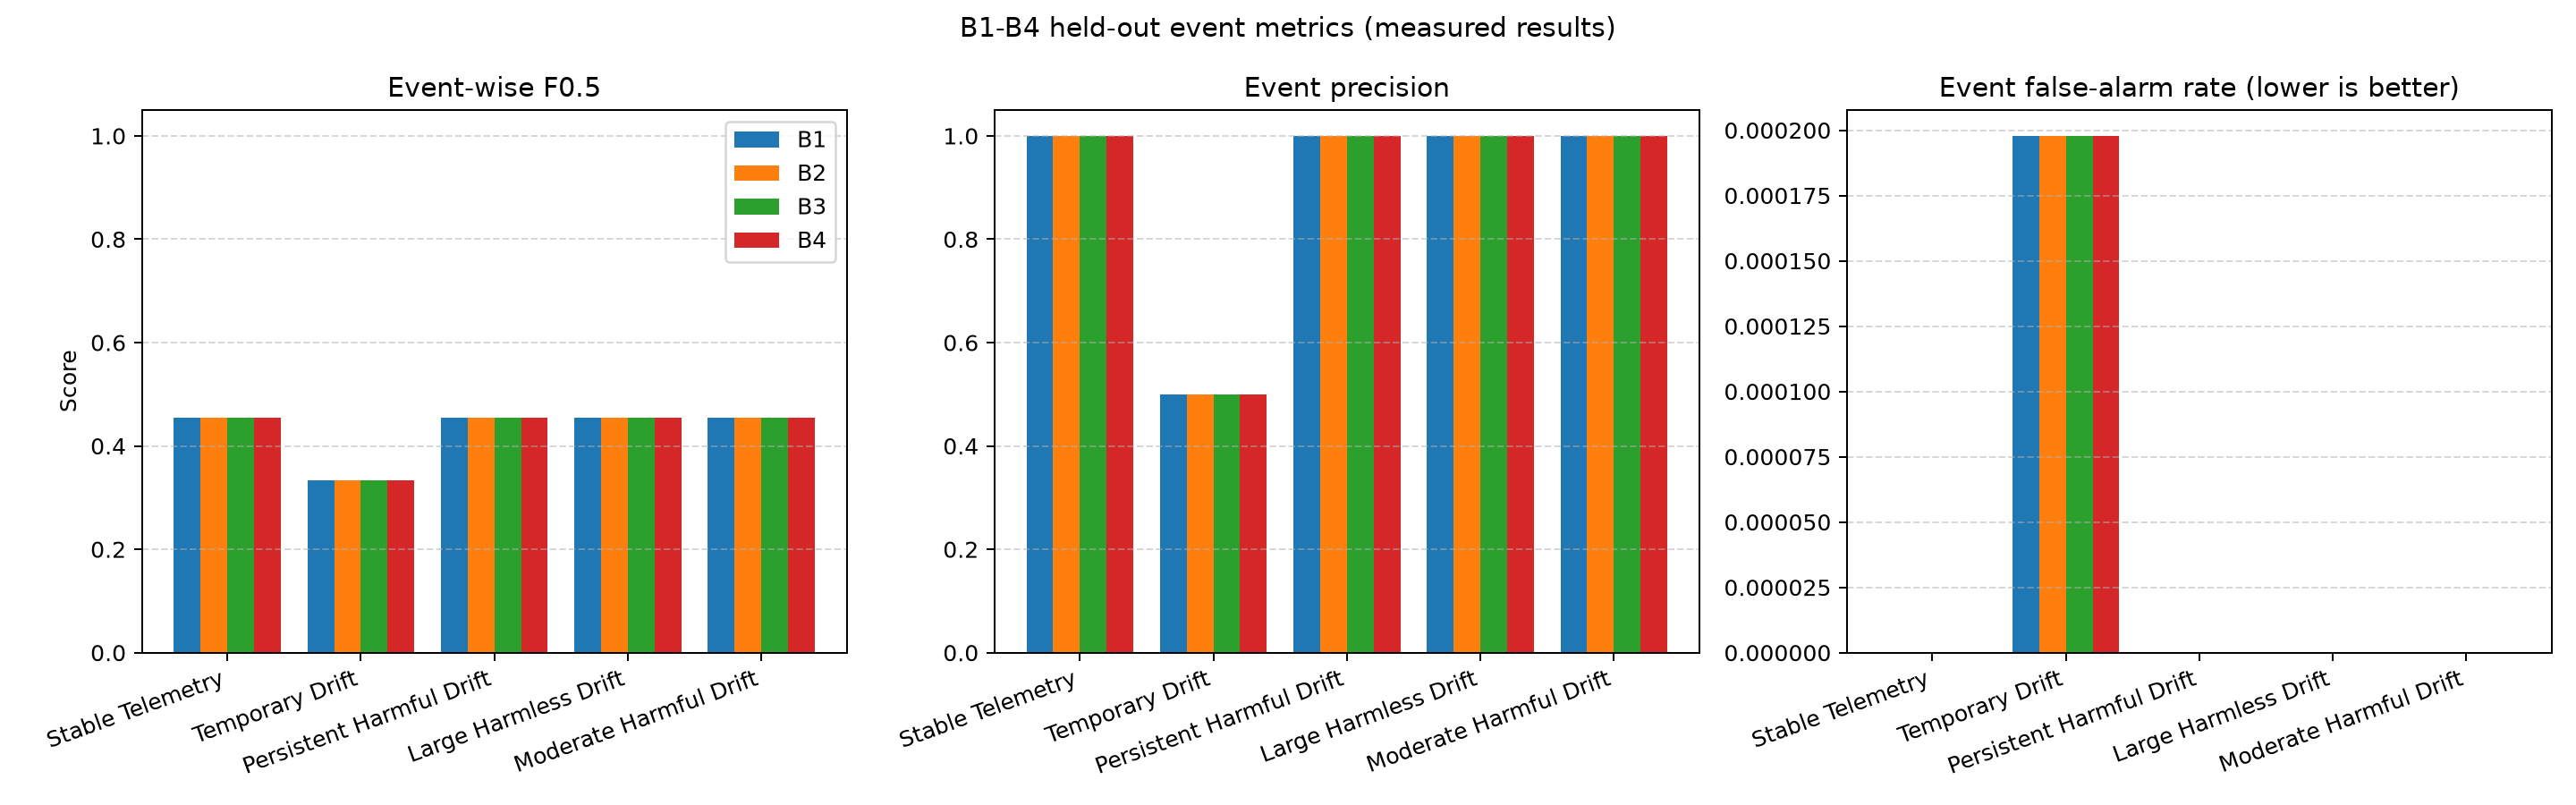 B1-B4 held-out event metrics (measured results)
Event-wise F0.5
Score
1.0
0.8
0.6
0.4
0.2
0.0
B1
B2
B3
B4
Stable Telemetry
Temporary Drift
Persistent Harmful Drift
Large Harmless Drift
Moderate Harmful Drift
Event precision
1.0
0.8
0.6
0.4
0.2
0.0
Stable Telemetry
Temporary Drift
Persistent Harmful Drift
Large Harmless Drift
Moderate Harmful Drift
Event false-alarm rate (lower is better)
0.000200
0.000175
0.000150
0.000125
0.000100
0.000075
0.000050
0.000025
0.000000
Stable Telemetry
Temporary Drift
Persistent Harmful Drift
Large Harmless Drift
Moderate Harmful Drift